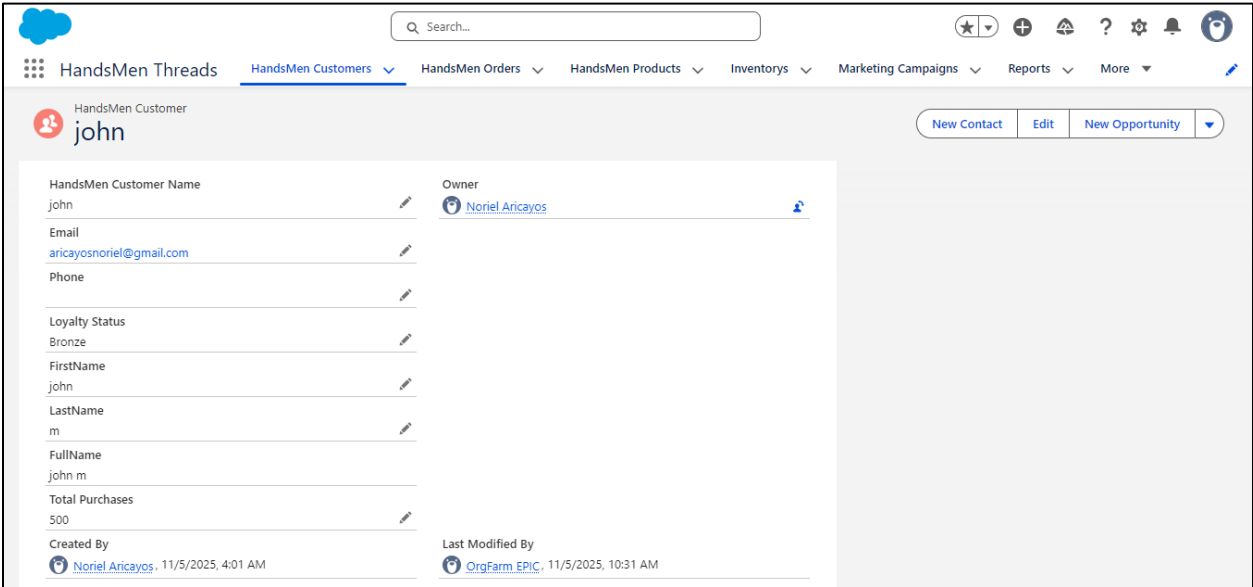 Search...
HandsMen Threads HandsMen Customers HandsMen Orders HandsMen Products Inventorys Marketing Campaigns Reports More
HandsMen Customer
john
New Contact Edit New Opportunity
HandsMen Customer Name
john
Owner
Noriel Aricayos
Email
aricayosnoriel@gmail.com
Phone
Loyalty Status
Bronze
FirstName
john
LastName
m
FullName
john m
Total Purchases
500
Created By
Noriel Aricayos, 11/5/2025, 4:01 AM
Last Modified By
OrgFarm EPIC, 11/5/2025, 10:31 AM